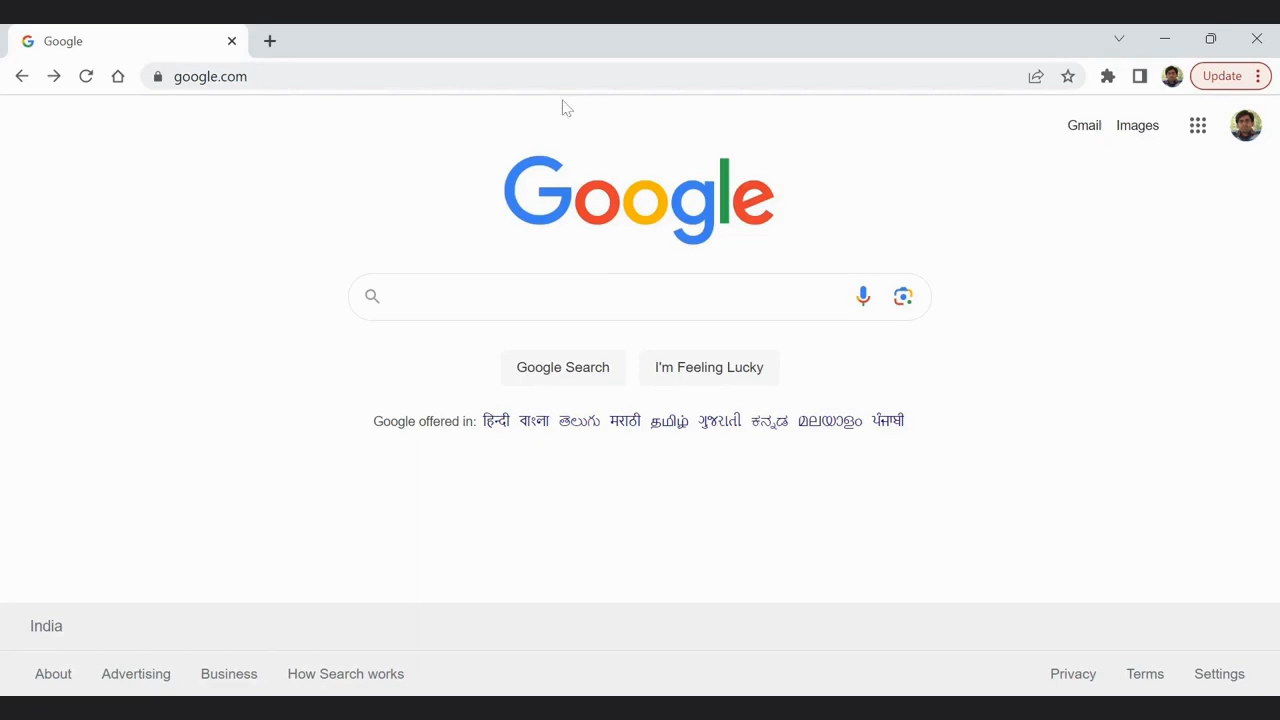 Google
google.com
Update
Gmail Images
Google
Google Search I'm Feeling Lucky
Google offered in: हिन्दी বাংলা తెలుగు मराठी தமிழ் ગુજરાતી ಕನ್ನಡ മലയാളം ਪੰਜਾਬੀ
India
About Advertising Business How Search works Privacy Terms Settings